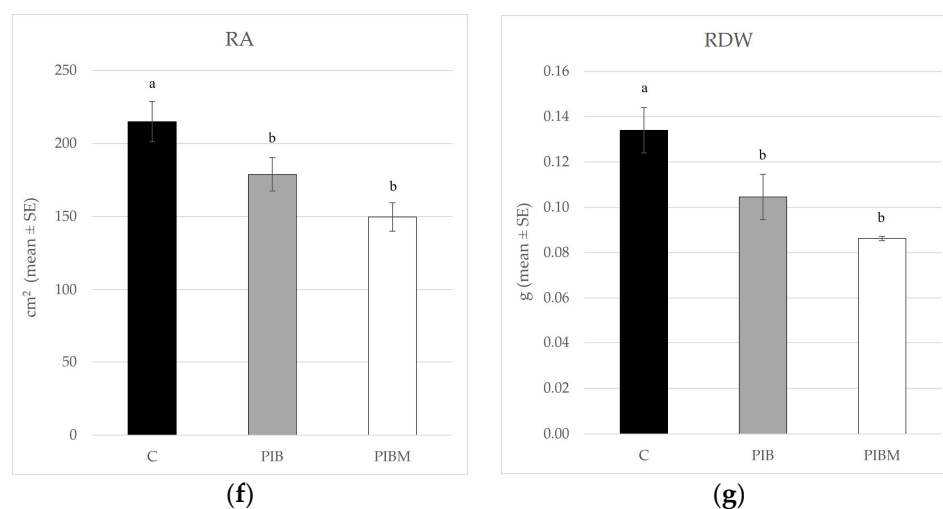 RA
250
200
150
100
50
0
cm² (mean ± SE)
a
b
b
C PIB PIBM
(f)
RDW
0.16
0.14
0.12
0.10
0.08
0.06
0.04
0.02
0.00
g (mean ± SE)
a
b
b
C PIB PIBM
(g)